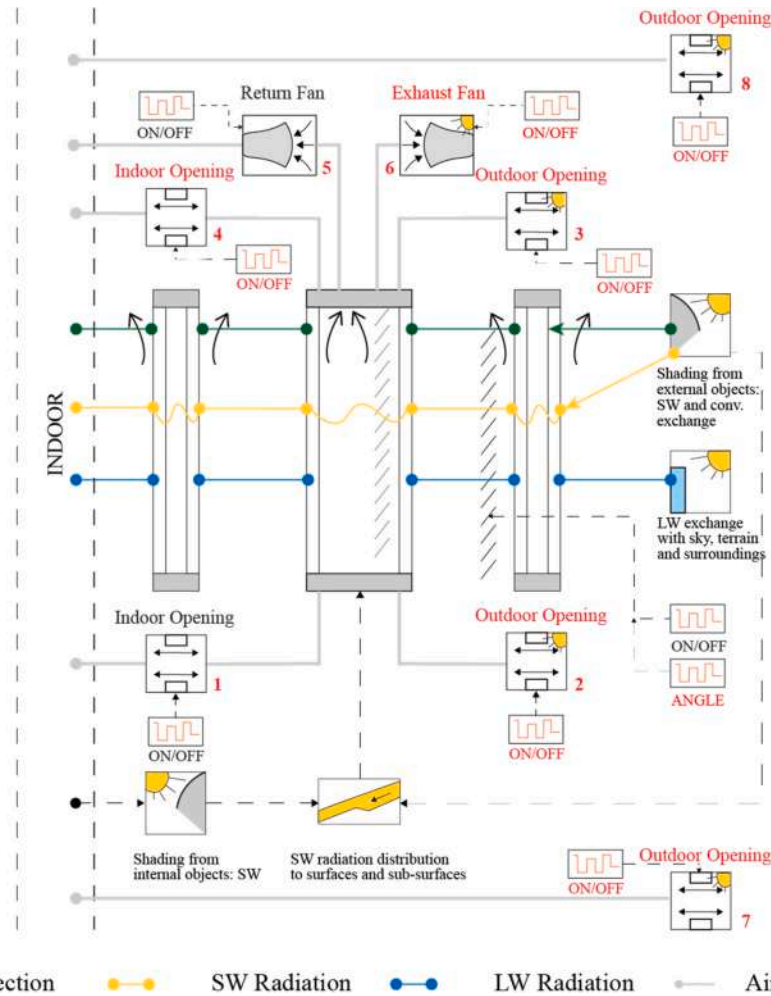 Outdoor Opening
8
ON/OFF
Return Fan
ON/OFF
5
Exhaust Fan
ON/OFF
6
Indoor Opening
4
ON/OFF
Outdoor Opening
3
ON/OFF
INDOOR
Shading from
external objects:
SW and conv.
exchange
LW exchange
with sky, terrain
and surroundings
Indoor Opening
1
ON/OFF
Outdoor Opening
2
ON/OFF
ON/OFF
ANGLE
Shading from
internal objects: SW
SW radiation distribution
to surfaces and sub-surfaces
Outdoor Opening
ON/OFF
7
ection SW Radiation LW Radiation Air